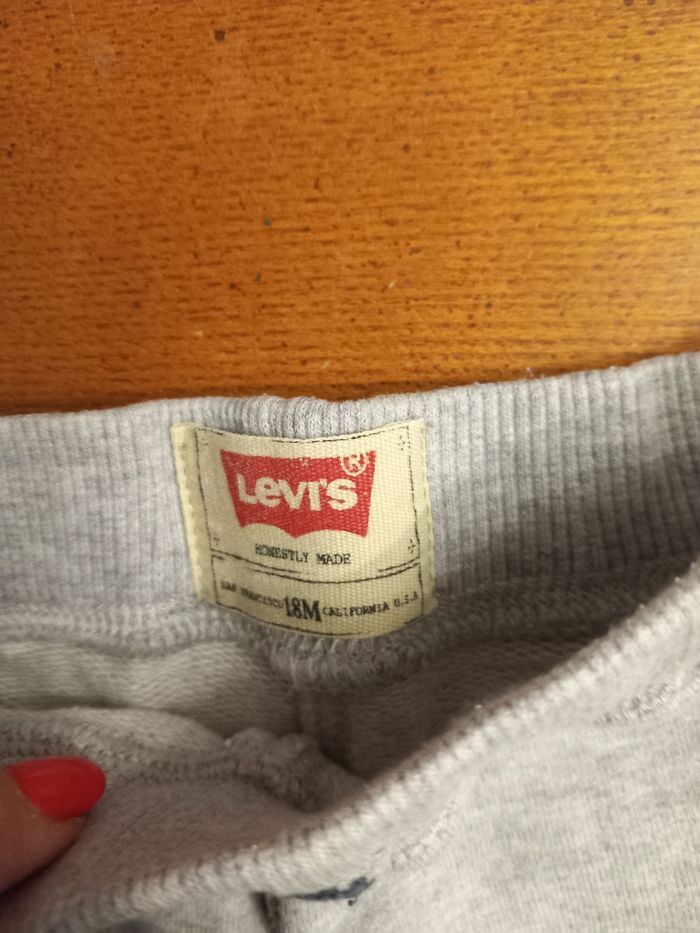 LEVI'S ®
HONESTLY MADE
SAN FRANCISCO 18M CALIFORNIA U.S.A